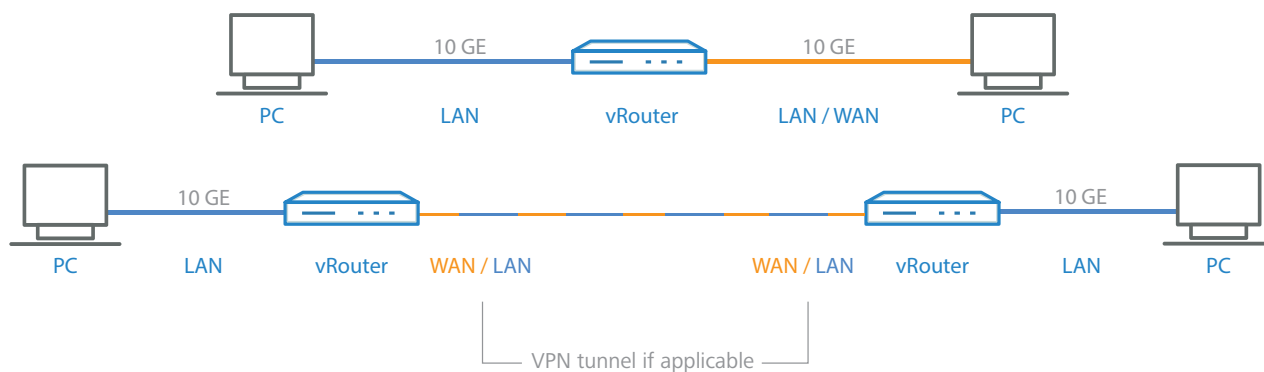 10 GE 10 GE
PC LAN vRouter LAN / WAN PC
10 GE 10 GE
PC LAN vRouter WAN / LAN WAN / LAN vRouter LAN PC
VPN tunnel if applicable